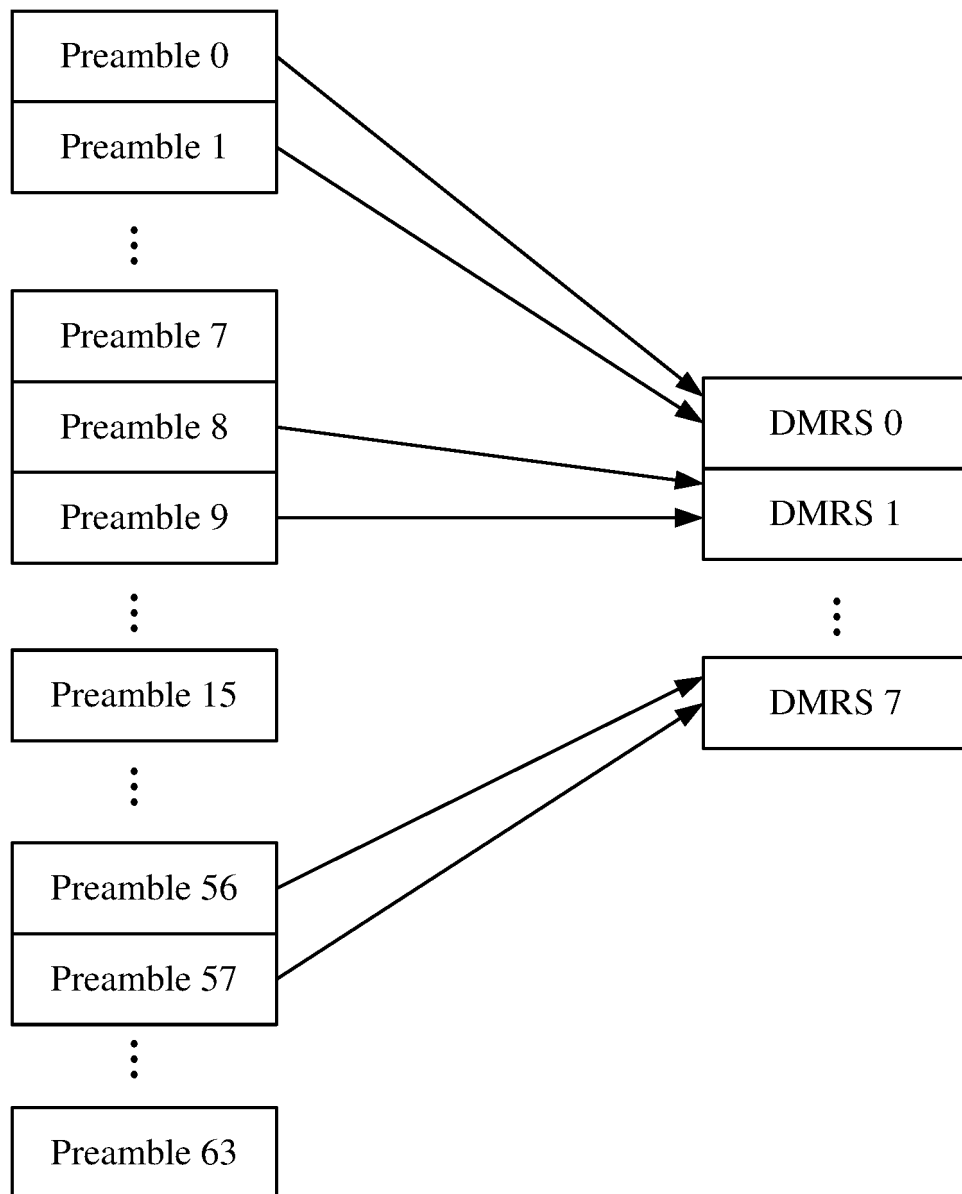 Preamble 0
Preamble 1
Preamble 7
Preamble 8
Preamble 9
Preamble 15
Preamble 56
Preamble 57
Preamble 63
DMRS 0
DMRS 1
DMRS 7